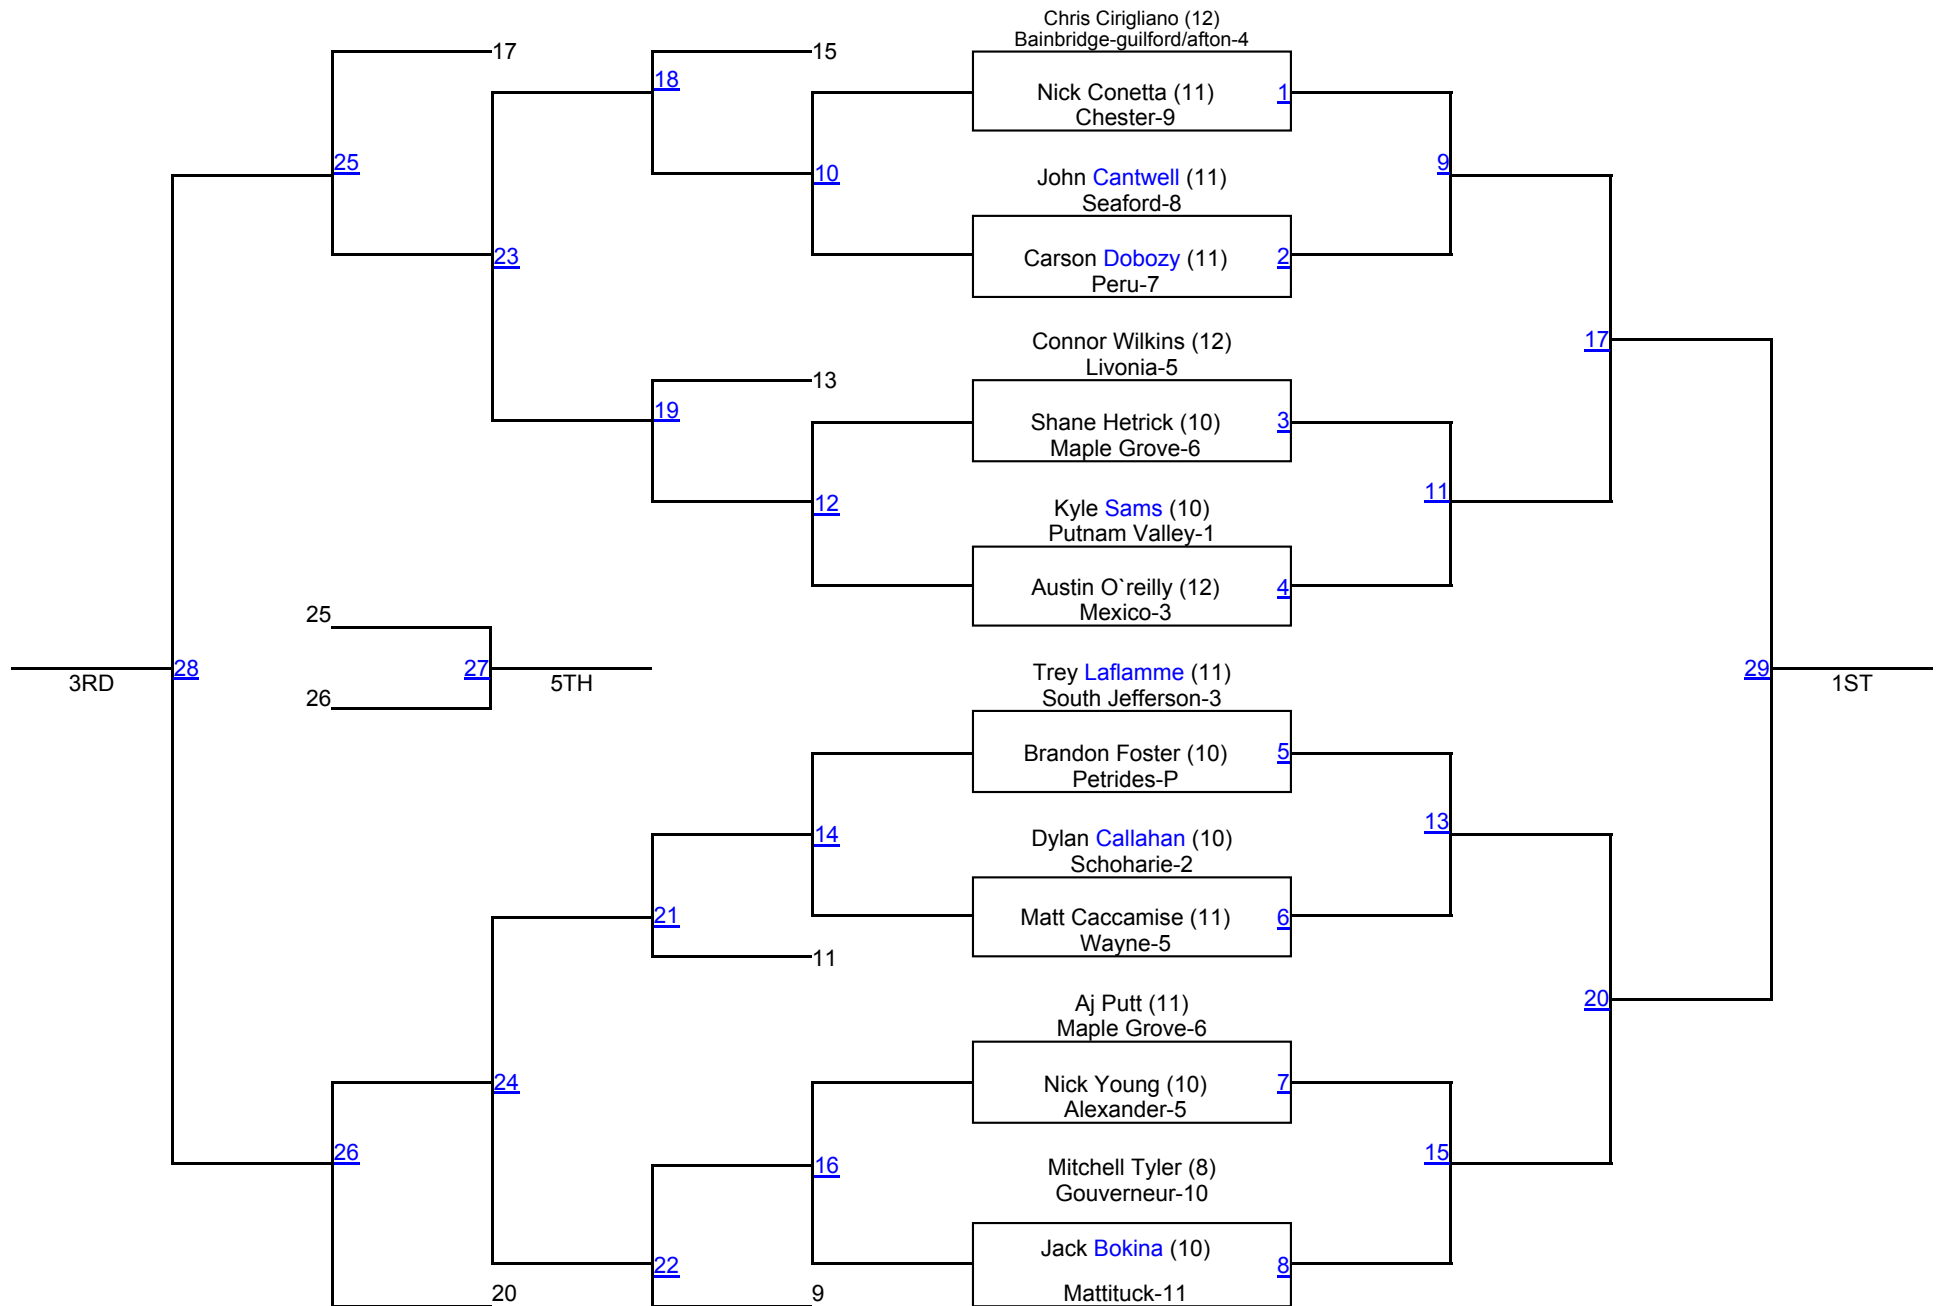 Chris Cirigliano (12)
Bainbridge-guilford/afton-4
17
15
18
Nick Conetta (11)
1
Chester-9
25
10
John Cantwell (11)
9
Seaford-8
23
Carson Dobozy (11)
2
Peru-7
Connor Wilkins (12)
17
Livonia-5
13
19
Shane Hetrick (10)
3
Maple Grove-6
12
Kyle Sams (10)
11
Putnam Valley-1
Austin O`reilly (12)
4
Mexico-3
25
28
3RD
27
5TH
Trey Laflamme (11)
29
1ST
26
South Jefferson-3
Brandon Foster (10)
5
Petrides-P
14
Dylan Callahan (10)
13
Schoharie-2
21
Matt Caccamise (11)
6
Wayne-5
11
Aj Putt (11)
20
Maple Grove-6
24
Nick Young (10)
7
Alexander-5
26
16
Mitchell Tyler (8)
15
Gouverneur-10
Jack Bokina (10)
22
8
20
9
Mattituck-11